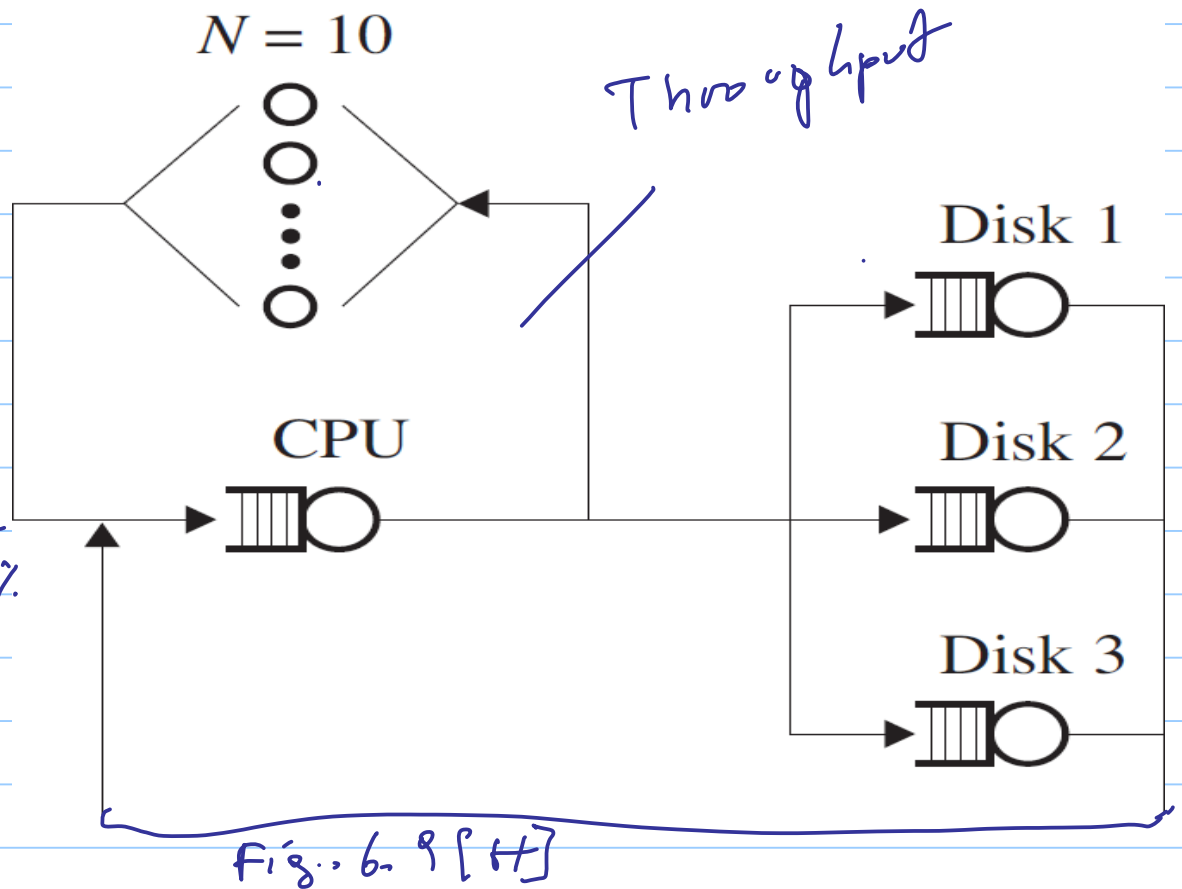 N = 10
Throughput
Disk 1
CPU
Disk 2
%
Disk 3
Fig. 6.9 [H]